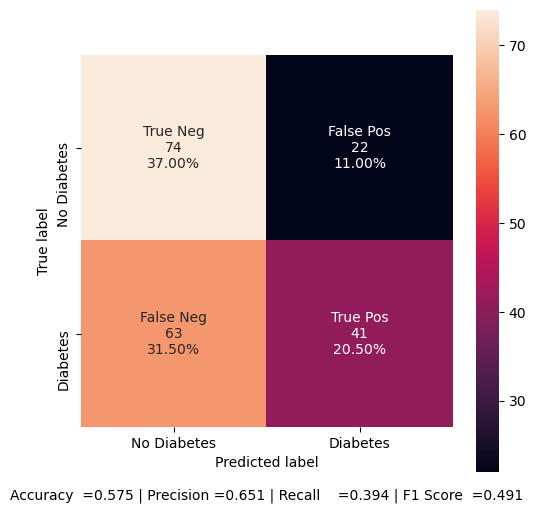 70
True Neg
74
37.00%
False Pos
22
11.00%
No Diabetes
60
50
True label
40
False Neg
63
31.50%
True Pos
41
20.50%
Diabetes
30
No Diabetes
Diabetes
Predicted label
Accuracy  =0.575 | Precision =0.651 | Recall    =0.394 | F1 Score  =0.491